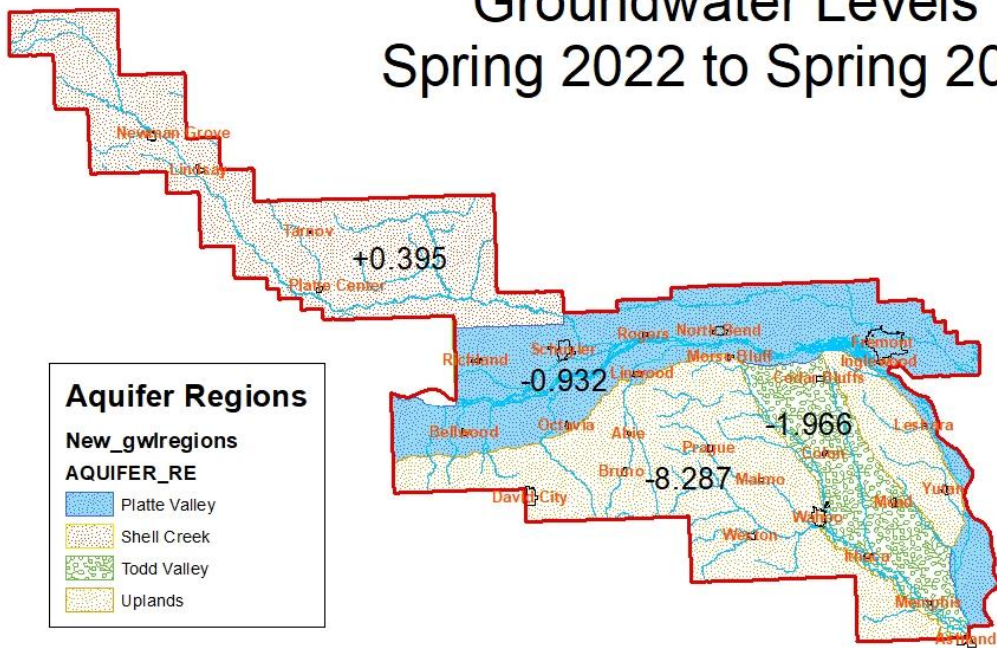 Groundwater Levels
Spring 2022 to Spring
Newman Grove
Lindsay
Tarnov
+0.395
Platte Center
Rogers
North Bend
Fremont
Richland
Schuyler
Morse Bluff
Inglewood
-0.932
Linwood
Cedar Bluffs
Bellwood
Octavia
Abie
-1.966
Leshara
Prague
Colon
Bruno
-8.287
Malmo
David City
Mead
Yutan
Wahoo
Weston
Ithaca
Memphis
Ashland
Aquifer Regions
New_gwlregions
AQUIFER_RE
Platte Valley
Shell Creek
Todd Valley
Uplands